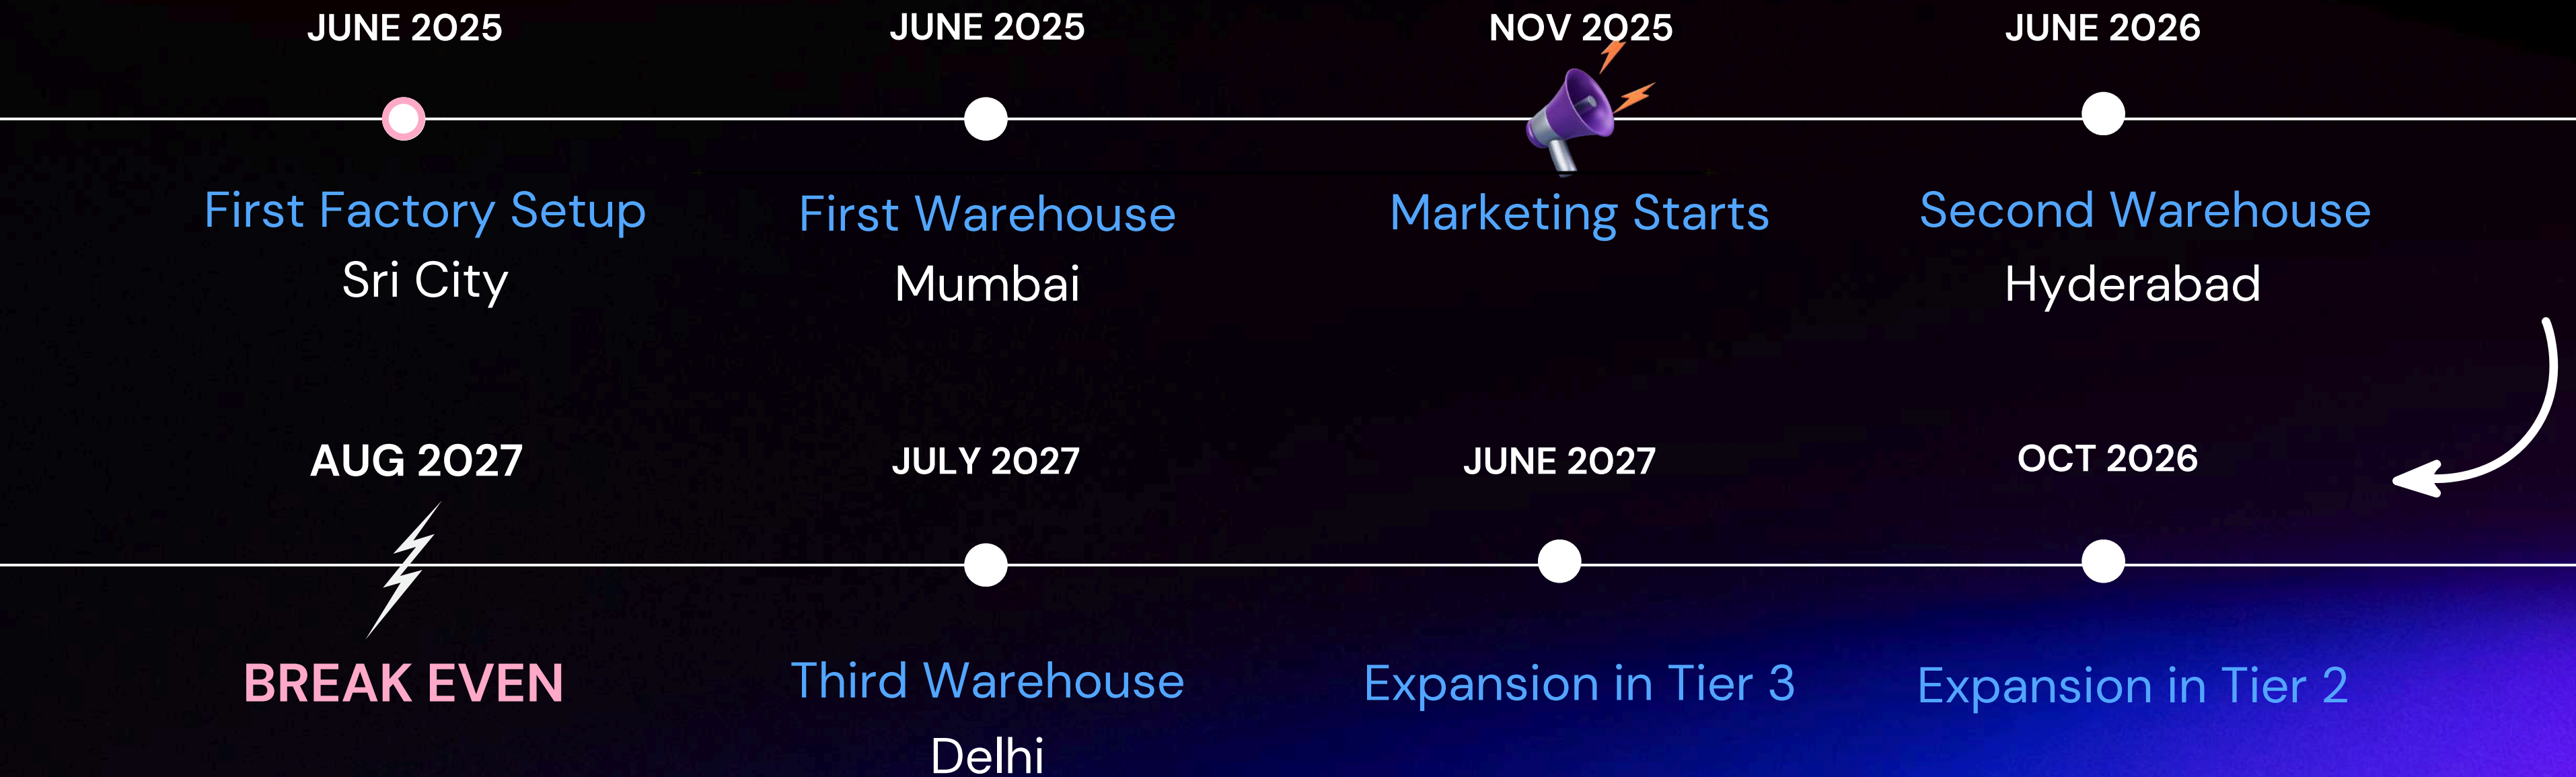 JUNE 2025
First Factory Setup
Sri City
JUNE 2025
First Warehouse
Mumbai
NOV 2025
Marketing Starts
JUNE 2026
Second Warehouse
Hyderabad
OCT 2026
Expansion in Tier 2
JUNE 2027
Expansion in Tier 3
JULY 2027
Third Warehouse
Delhi
AUG 2027
BREAK EVEN